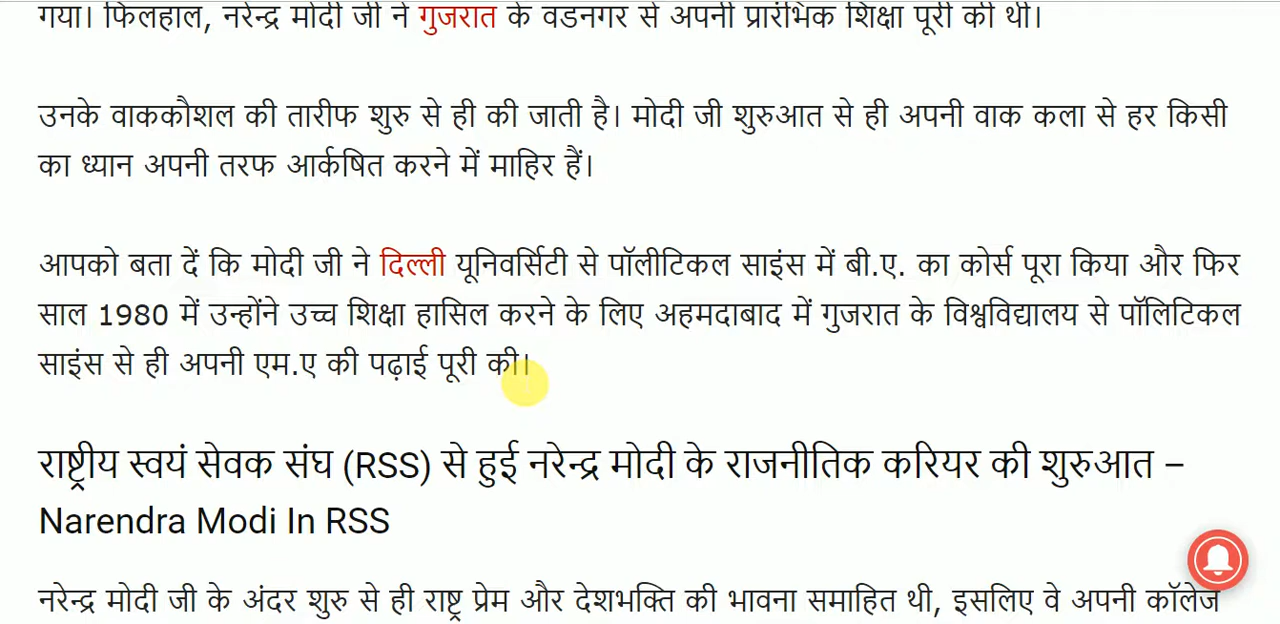 गया। फिलहाल, नरेन्द्र मोदी जी ने गुजरात के वडनगर से अपनी प्रारंभिक शिक्षा पूरी की थी।
उनके वाककौशल की तारीफ शुरु से ही की जाती है। मोदी जी शुरुआत से ही अपनी वाक कला से हर किसी
का ध्यान अपनी तरफ आर्कषित करने में माहिर हैं।
आपको बता दें कि मोदी जी ने दिल्ली यूनिवर्सिटी से पॉलीटिकल साइंस में बी.ए. का कोर्स पूरा किया और फिर
साल 1980 में उन्होंने उच्च शिक्षा हासिल करने के लिए अहमदाबाद में गुजरात के विश्वविद्यालय से पॉलिटिकल
साइंस से ही अपनी एम.ए की पढ़ाई पूरी की।
राष्ट्रीय स्वयं सेवक संघ (RSS) से हुई नरेन्द्र मोदी के राजनीतिक करियर की शुरुआत –
Narendra Modi In RSS
नरेन्द्र मोदी जी के अंदर शुरु से ही राष्ट्र प्रेम और देशभक्ति की भावना समाहित थी, इसलिए वे अपनी कॉलेज